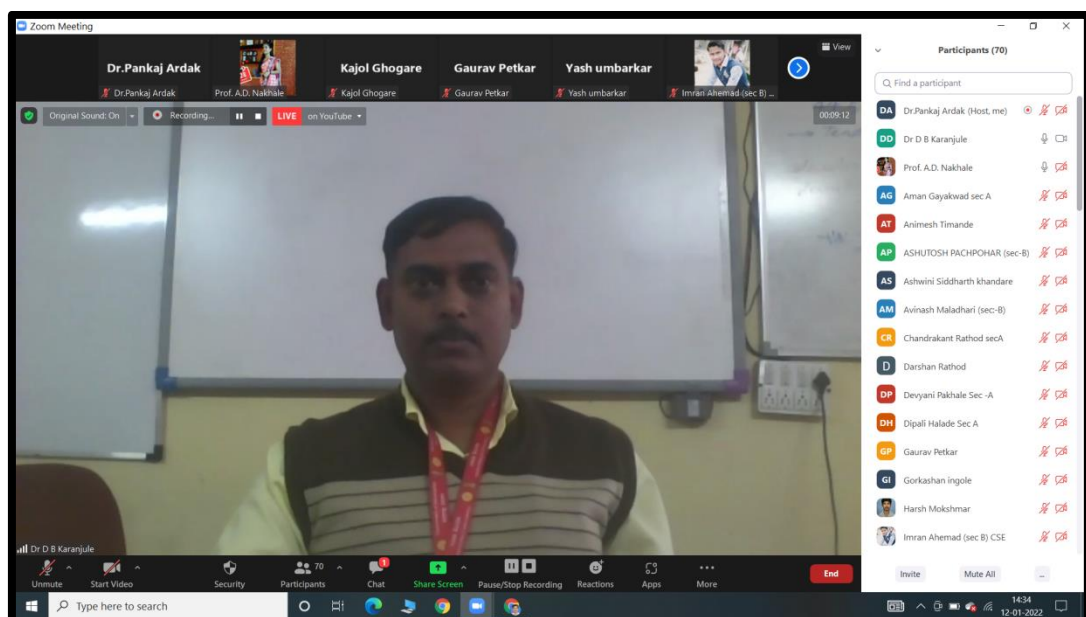 Zoom Meeting
Dr.Pankaj Ardak
Kajol Ghogare
Gaurav Petkar
Yash umbarkar
View
Dr.Pankaj Ardak
Prof. A.D. Nakhale
Kajol Ghogare
Gaurav Petkar
Yash umbarkar
Imran Ahemad (sec B) ...
Original Sound: On
Recording...
LIVE on YouTube
00:09:12
Dr D B Karanjule
Unmute
Start Video
Security
70
Participants
1
Chat
Share Screen
Pause/Stop Recording
Reactions
Apps
More
End
Participants (70)
Find a participant
DA Dr.Pankaj Ardak (Host, me)
DD Dr D B Karanjule
Prof. A.D. Nakhale
AG Aman Gayakwad sec A
AT Animesh Timande
AP ASHUTOSH PACHPOHAR (sec-B)
AS Ashwini Siddharth khandare
AM Avinash Maladhari (sec:-B)
CR Chandrakant Rathod secA
D Darshan Rathod
DP Devyani Pakhale Sec -A
DH Dipali Halade Sec A
GP Gaurav Petkar
GI Gorkashan ingole
Harsh Mokshmar
Imran Ahemad (sec B) CSE
Invite
Mute All
...
Type here to search
14:34
12-01-2022